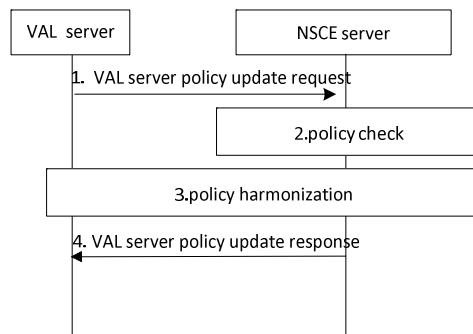 VAL server
NSCE server
1. VAL server policy update request
2.policy check
3.policy harmonization
4. VAL server policy update response